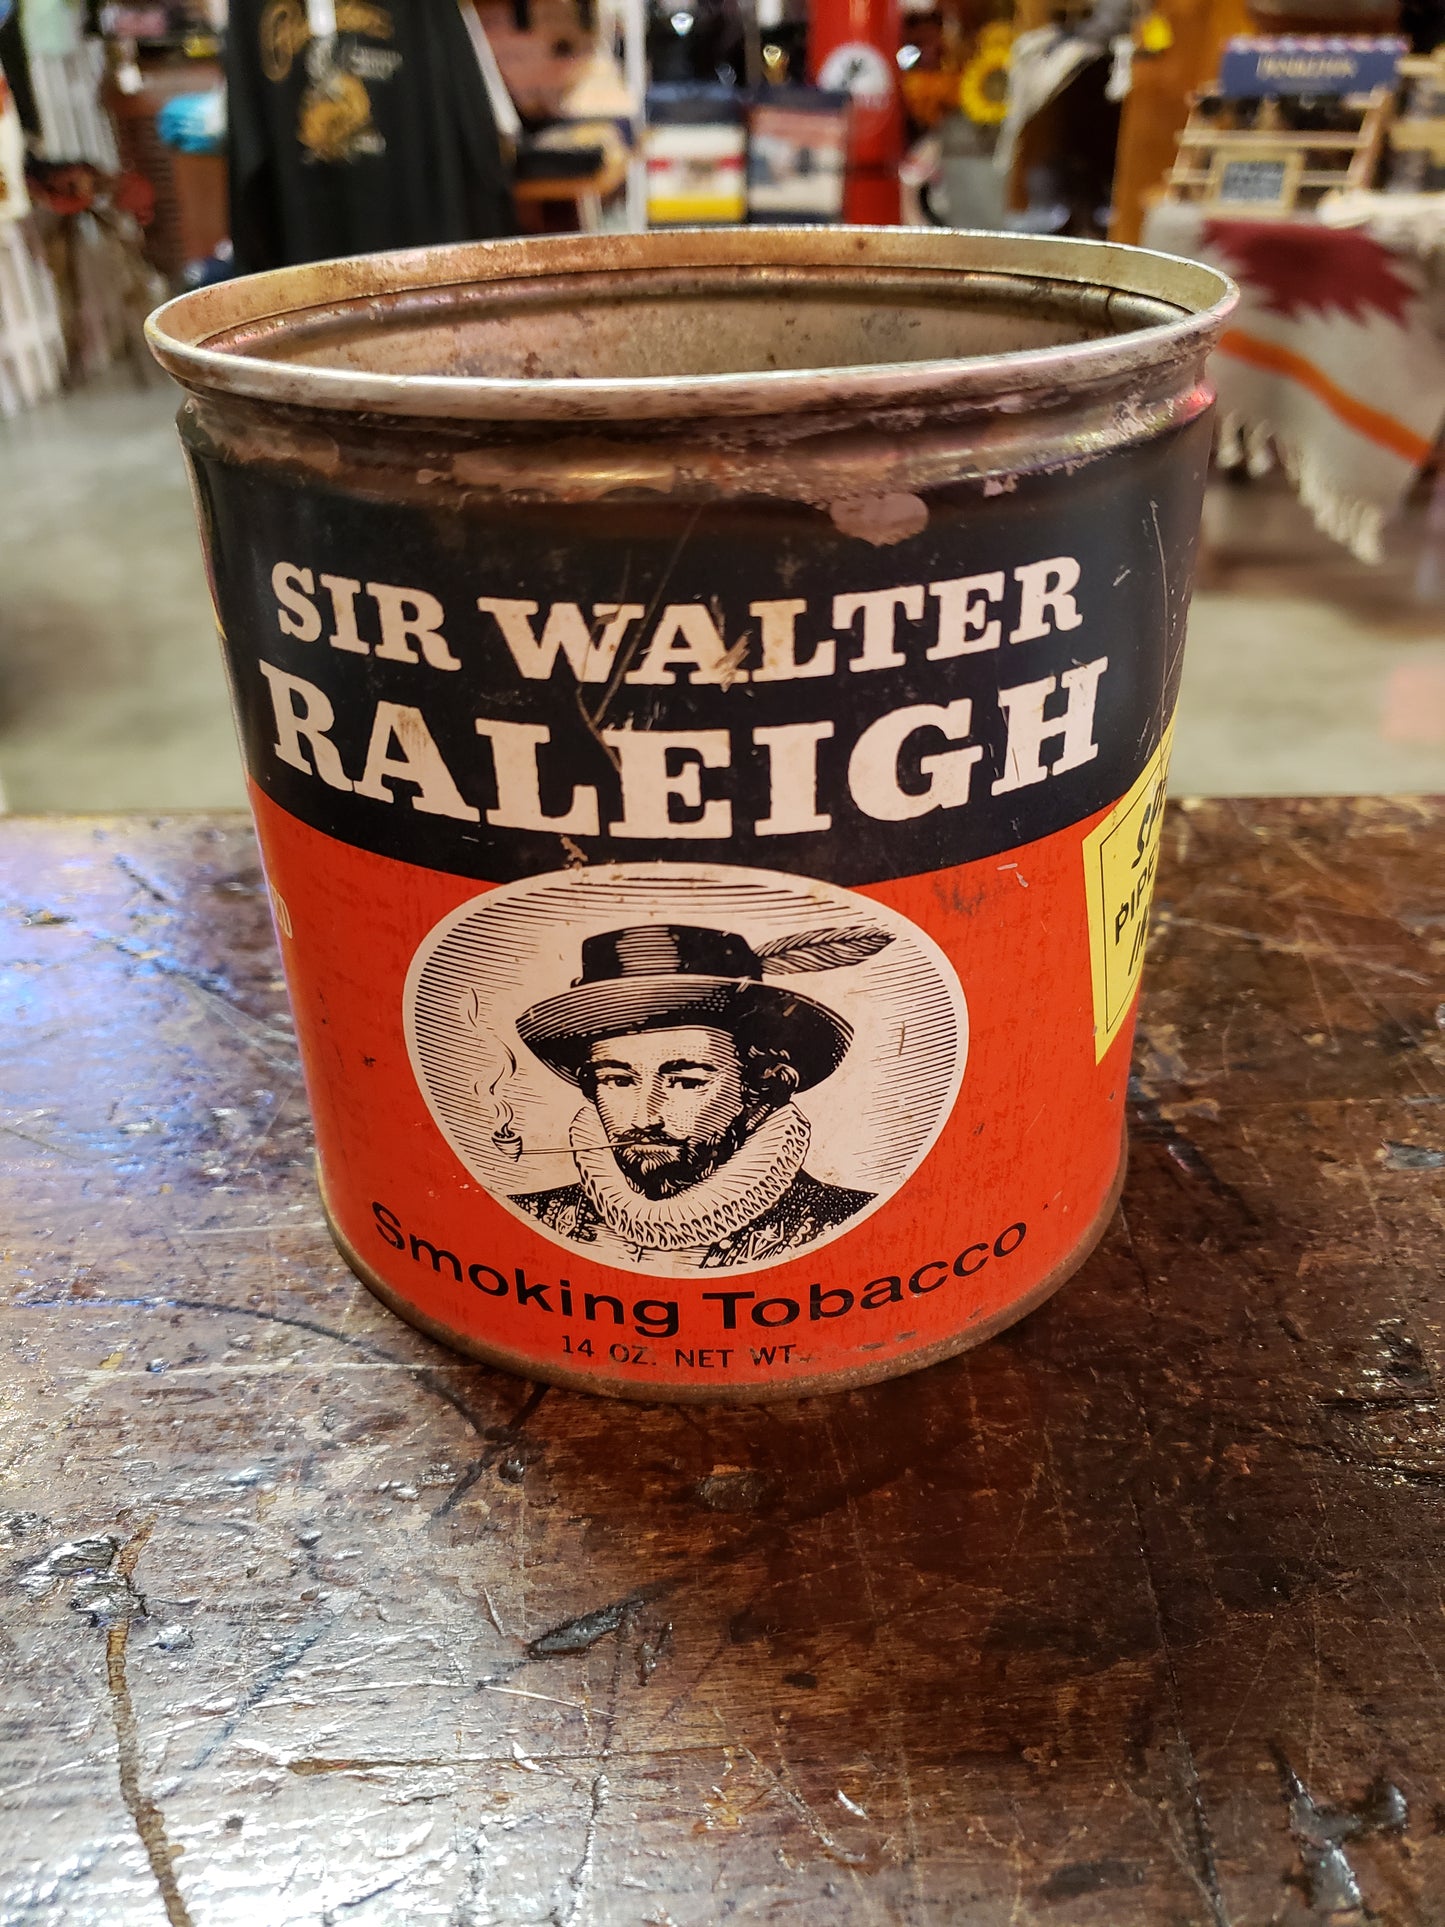 SIR WALTER
RALEIGH
Smoking Tobacco
14 OZ. NET WT.